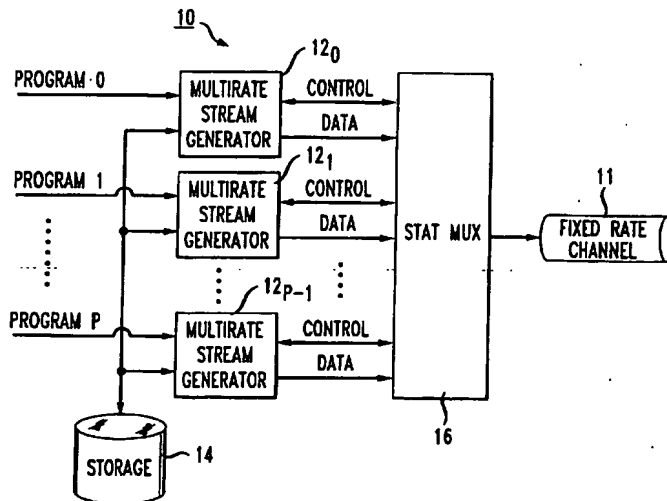 10
12₀
PROGRAM 0
MULTIRATE
STREAM
GENERATOR
CONTROL
DATA
12₁
PROGRAM 1
MULTIRATE
STREAM
GENERATOR
CONTROL
DATA
STAT MUX
11
FIXED RATE
CHANNEL
12P-1
PROGRAM P
MULTIRATE
STREAM
GENERATOR
CONTROL
DATA
16
STORAGE
14